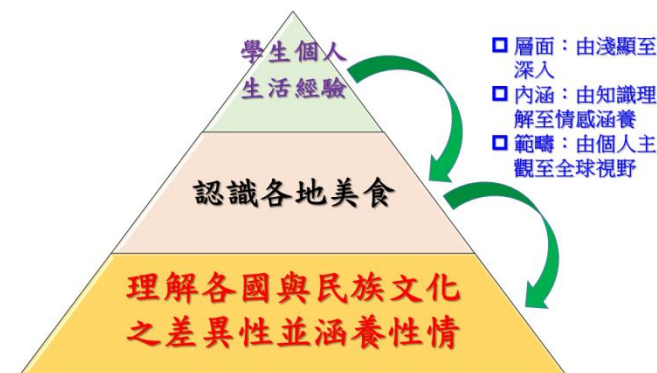 學生個人
生活經驗
認識各地美食
理解各國與民族文化
之差異性並涵養性情
層面：由淺顯至
深入
內涵：由知識理
解至情感涵養
範疇：由個人主
觀至全球視野